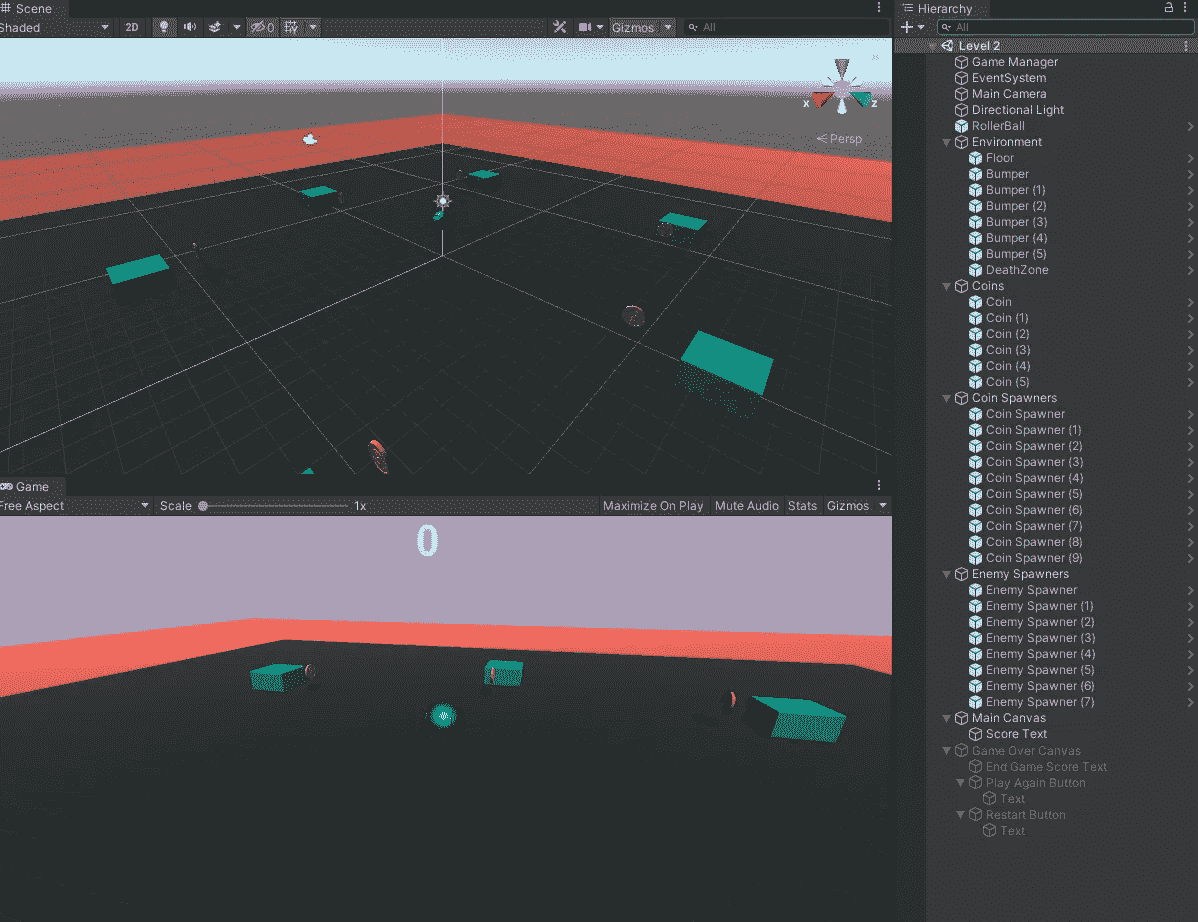 Scene
Shaded
2D
0
Gizmos
All
x
z
Persp
Game
Free Aspect
Scale
1x
Maximize On Play
Mute Audio
Stats
Gizmos
0
Hierarchy
All
Level 2
Game Manager
EventSystem
Main Camera
Directional Light
RollerBall
Environment
Floor
Bumper
Bumper (1)
Bumper (2)
Bumper (3)
Bumper (4)
Bumper (5)
DeathZone
Coins
Coin
Coin (1)
Coin (2)
Coin (3)
Coin (4)
Coin (5)
Coin Spawners
Coin Spawner
Coin Spawner (1)
Coin Spawner (2)
Coin Spawner (3)
Coin Spawner (4)
Coin Spawner (5)
Coin Spawner (6)
Coin Spawner (7)
Coin Spawner (8)
Coin Spawner (9)
Enemy Spawners
Enemy Spawner
Enemy Spawner (1)
Enemy Spawner (2)
Enemy Spawner (3)
Enemy Spawner (4)
Enemy Spawner (5)
Enemy Spawner (6)
Enemy Spawner (7)
Main Canvas
Score Text
Game Over Canvas
End Game Score Text
Play Again Button
Text
Restart Button
Text